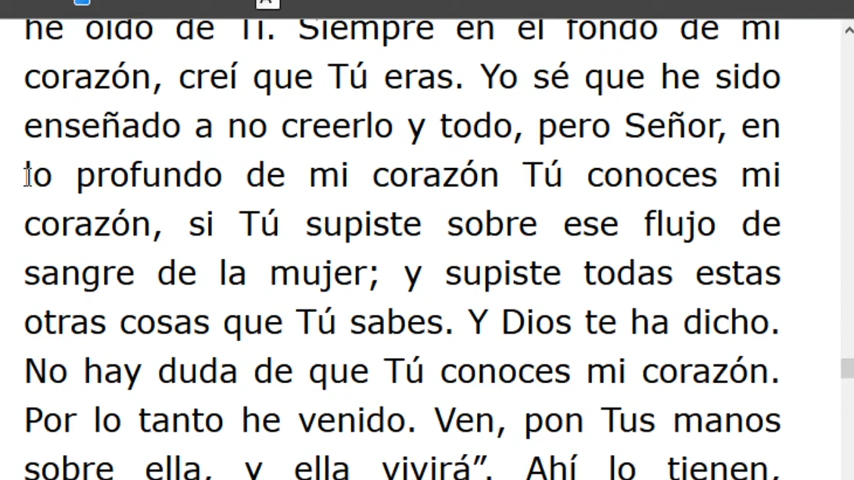 he oído de Ti. Siempre en el fondo de mi
corazón, creí que Tú eras. Yo sé que he sido
enseñado a no creerlo y todo, pero Señor, en
lo profundo de mi corazón Tú conoces mi
corazón, si Tú supiste sobre ese flujo de
sangre de la mujer; y supiste todas estas
otras cosas que Tú sabes. Y Dios te ha dicho.
No hay duda de que Tú conoces mi corazón.
Por lo tanto he venido. Ven, pon Tus manos
sobre ella, y ella vivirá”. Ahí lo tienen,